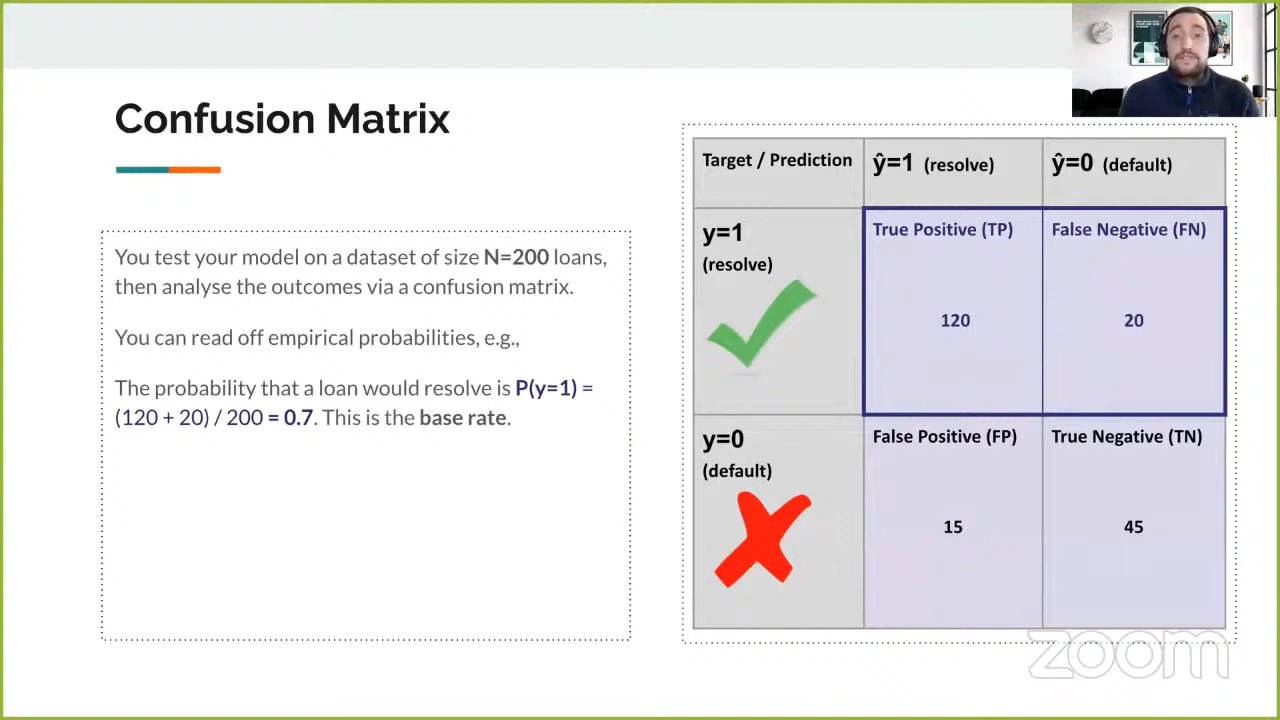 Confusion Matrix
You test your model on a dataset of size N=200 loans,
then analyse the outcomes via a confusion matrix.
You can read off empirical probabilities, e.g.,
The probability that a loan would resolve is P(y=1) =
(120 + 20) / 200 = 0.7. This is the base rate.
Target / Prediction
ŷ=1 (resolve)
ŷ=0 (default)
y=1
(resolve)
True Positive (TP)
120
False Negative (FN)
20
y=0
(default)
False Positive (FP)
15
True Negative (TN)
45
zoom